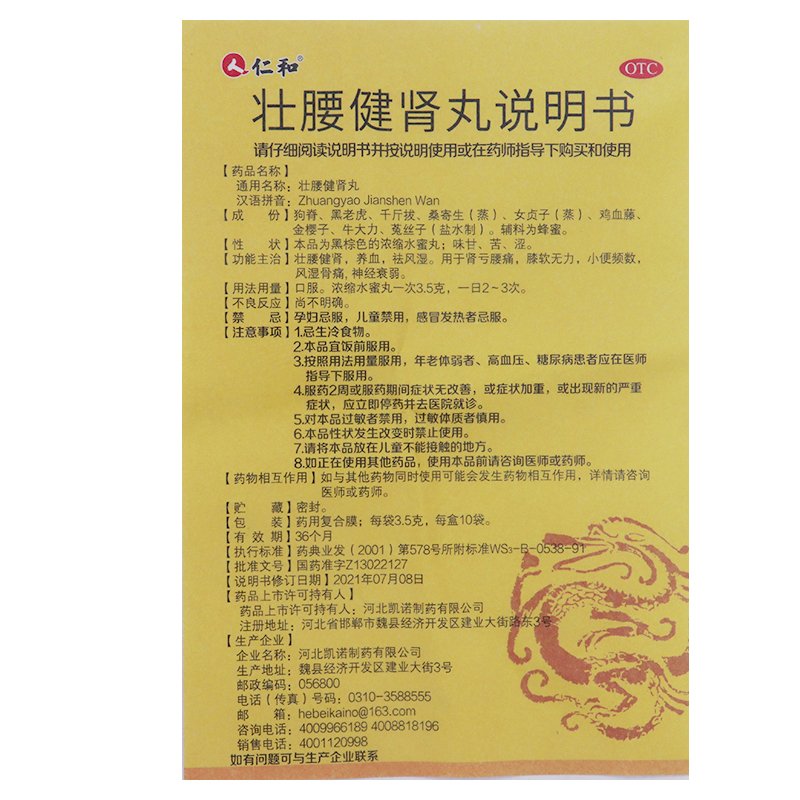 仁和®
OTC
壮腰健肾丸说明书
请仔细阅读说明书并按说明使用或在药师指导下购买和使用
【药品名称】
通用名称：壮腰健肾丸
汉语拼音：Zhuangyao Jianshen Wan
【成　　份】狗脊、黑老虎、千斤拔、桑寄生（蒸）、女贞子（蒸）、鸡血藤、
金樱子、牛大力、菟丝子（盐水制）。辅料为蜂蜜。
【性　　状】本品为黑棕色的浓缩水蜜丸；味甘、苦、涩。
【功能主治】壮腰健肾，养血，祛风湿。用于肾亏腰痛，膝软无力，小便频数，
风湿骨痛，神经衰弱。
【用法用量】口服。浓缩水蜜丸一次3.5克，一日2~3次。
【不良反应】尚不明确。
【禁　　忌】孕妇忌服，儿童禁用，感冒发热者忌服。
【注意事项】1.忌生冷食物。
2.本品宜饭前服用。
3.按照用法用量服用，年老体弱者、高血压、糖尿病患者应在医师
指导下服用。
4.服药2周或服药期间症状无改善，或症状加重，或出现新的严重
症状，应立即停药并去医院就诊。
5.对本品过敏者禁用，过敏体质者慎用。
6.本品性状发生改变时禁止使用。
7.请将本品放在儿童不能接触的地方。
8.如正在使用其他药品，使用本品前请咨询医师或药师。
【药物相互作用】如与其他药物同时使用可能会发生药物相互作用，详情请咨询
医师或药师。
【贮　　藏】密封。
【包　　装】药用复合膜；每袋3.5克，每盒10袋。
【有 效 期】36个月
【执行标准】药典业发（2001）第578号所附标准WS₃-B-0538-91
【批准文号】国药准字Z13022127
【说明书修订日期】2021年07月08日
【药品上市许可持有人】
药品上市许可持有人：河北凯诺制药有限公司
注册地址：河北省邯郸市魏县经济开发区建业大街路东3号
【生产企业】
企业名称：河北凯诺制药有限公司
生产地址：魏县经济开发区建业大街3号
邮政编码：056800
电话（传真）号码：0310-3588555
邮　　箱：hebeikaino@163.com
咨询电话：4009966189 4008818196
销售电话：4001120998
如有问题可与生产企业联系